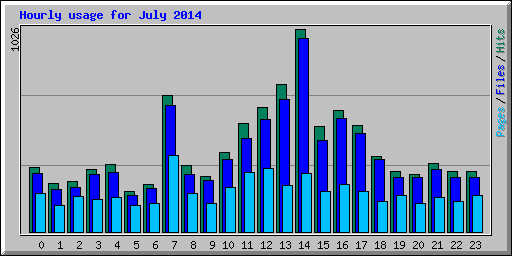 Hourly usage for July 2014
1026
Pages / Files / Hits
0 1 2 3 4 5 6 7 8 9 10 11 12 13 14 15 16 17 18 19 20 21 22 23